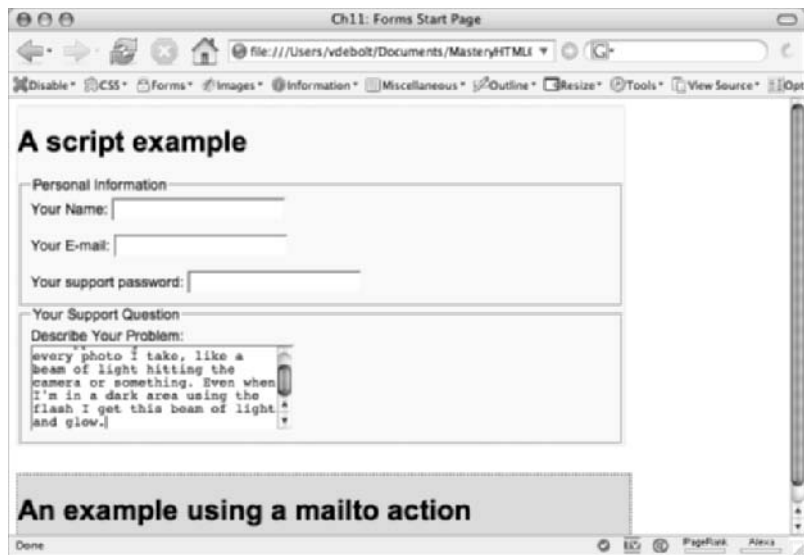 Ch11: Forms Start Page
file:///Users/vdebolt/Documents/MasteryHTML
G
Disable CSS Forms Images Information Miscellaneous Outline Resize Tools View Source Opt
A script example
Personal Information
Your Name:
Your E-mail:
Your support password:
Your Support Question
Describe Your Problem:
every photo I take, like a
beam of light hitting the
camera or something. Even when
I'm in a dark area using the
flash I get this beam of light
and glow.
An example using a mailto action
Done PageRank Alexa